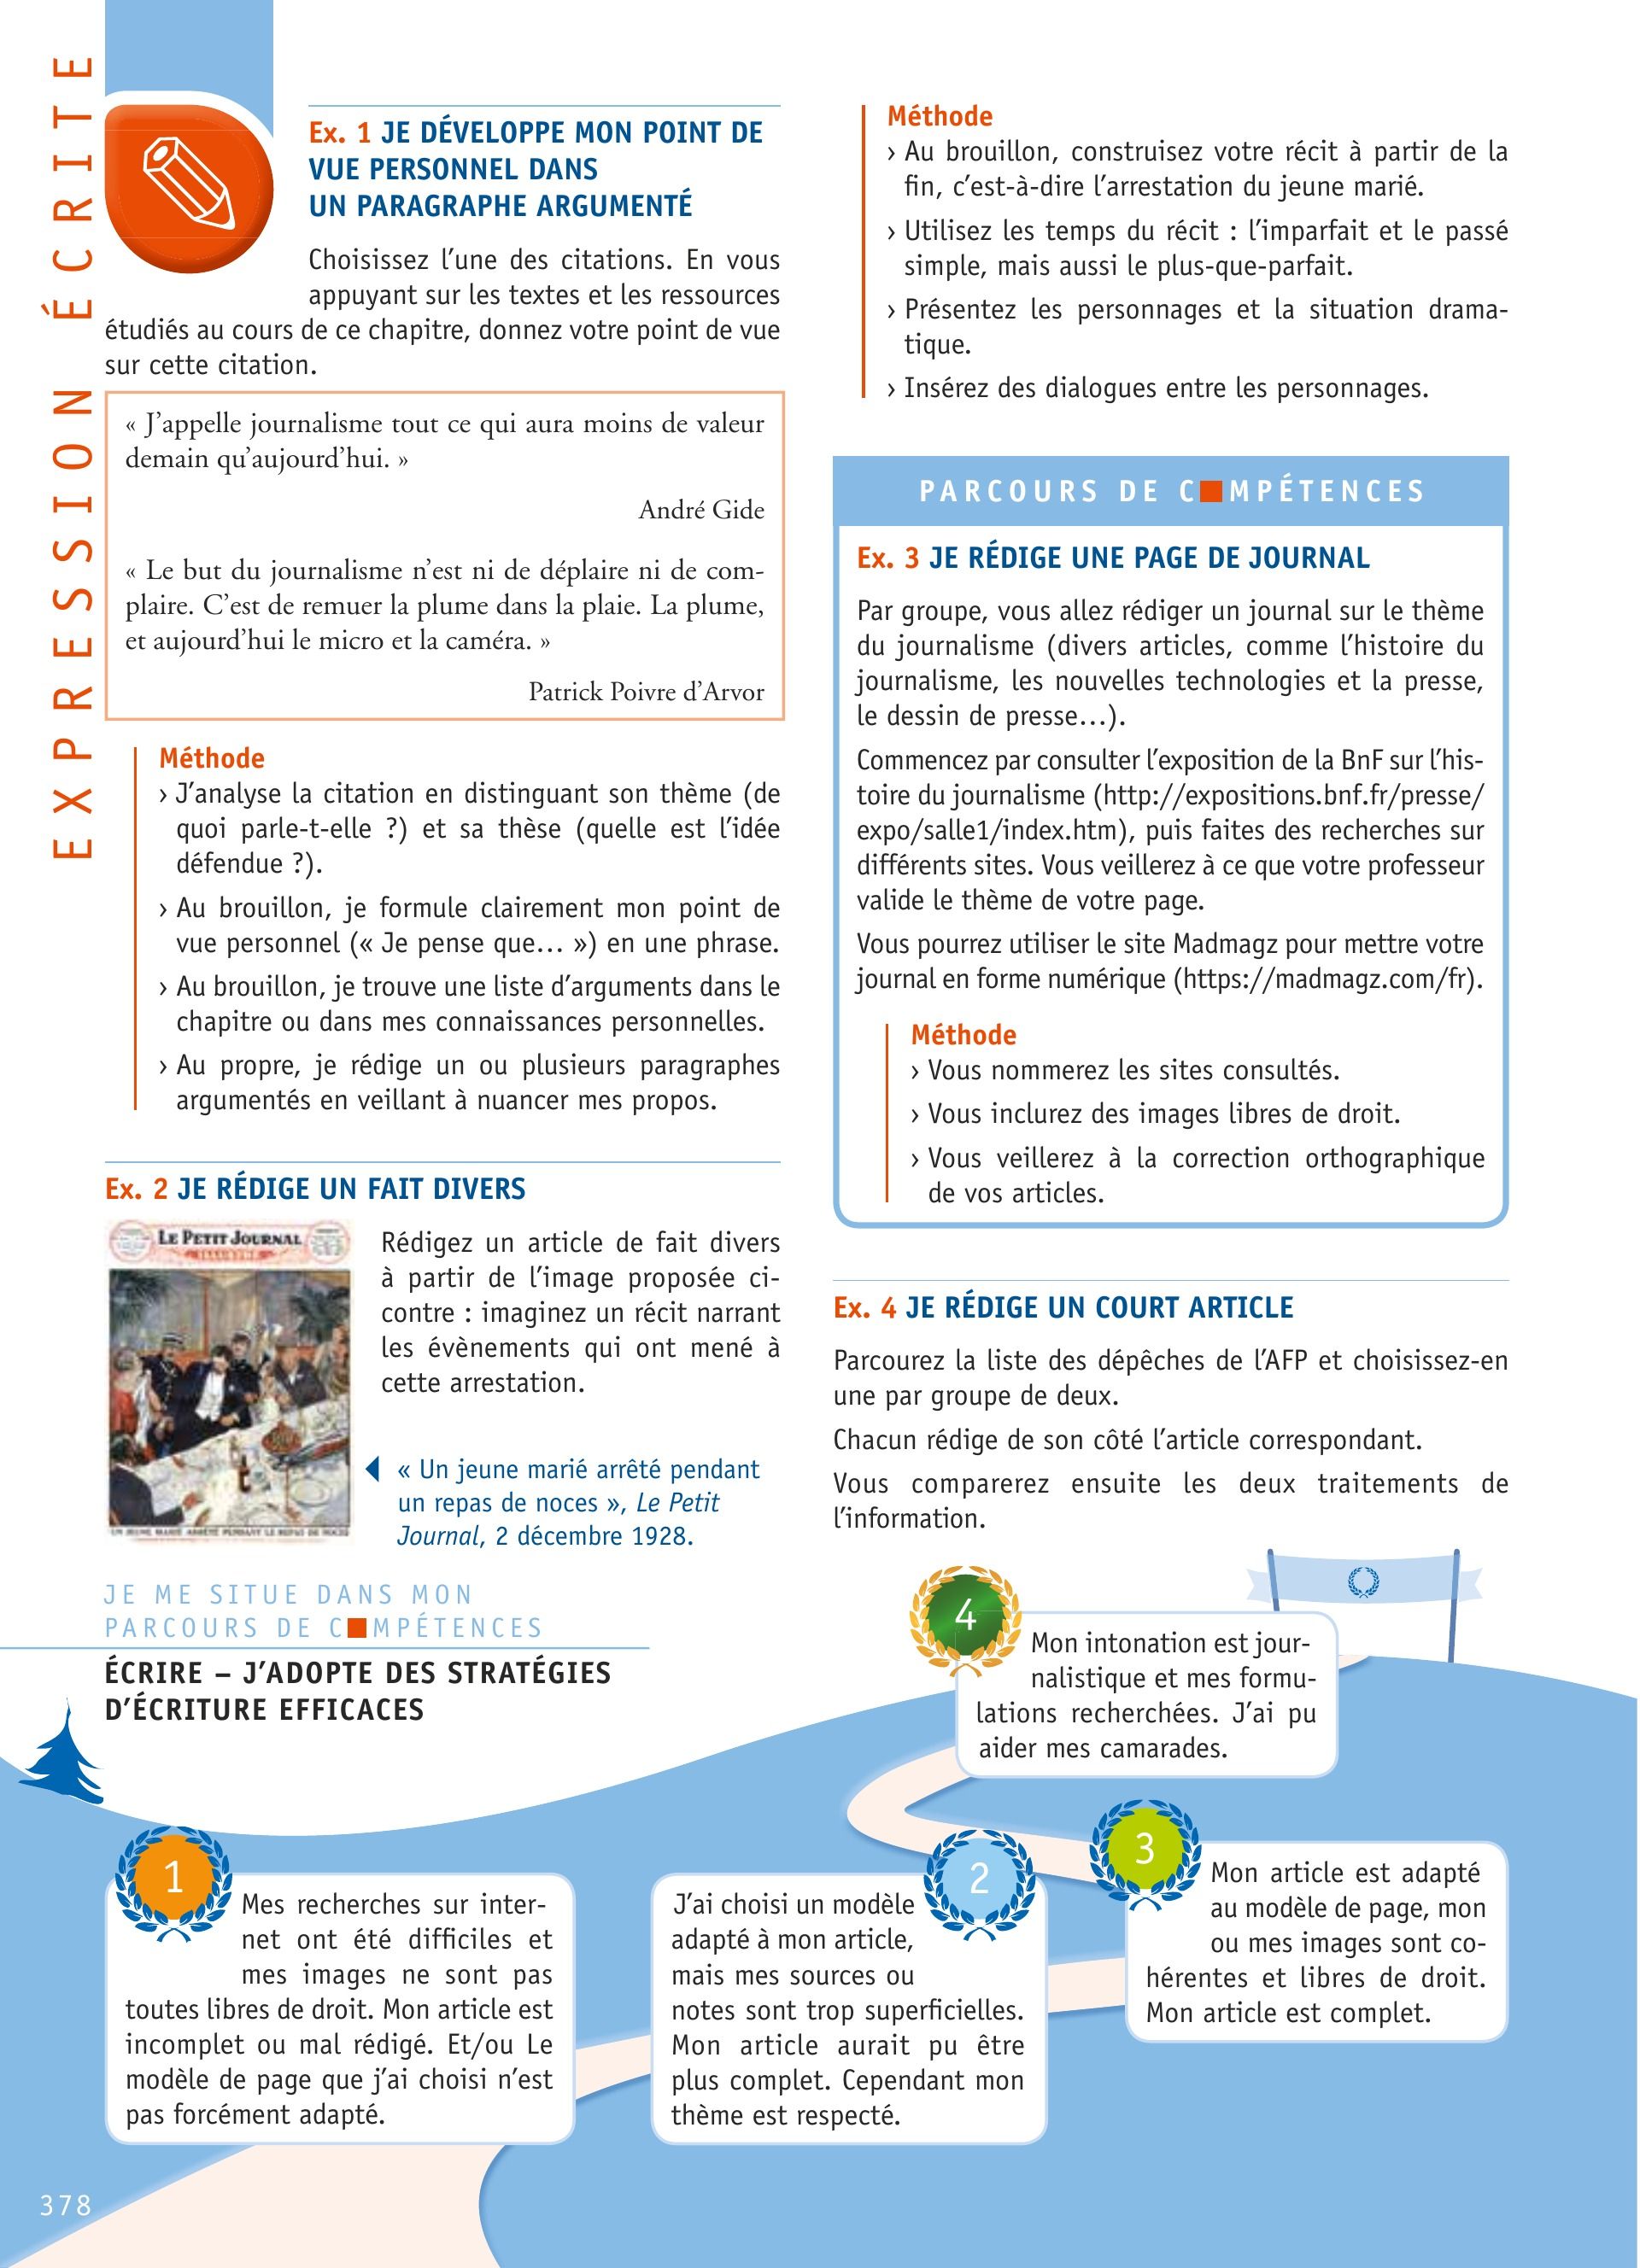 EXPRESSION ÉCRITE
Ex. 1 JE DÉVELOPPE MON POINT DE
VUE PERSONNEL DANS
UN PARAGRAPHE ARGUMENTÉ
Choisissez l’une des citations. En vous
appuyant sur les textes et les ressources
étudiés au cours de ce chapitre, donnez votre point de vue
sur cette citation.
« J’appelle journalisme tout ce qui aura moins de valeur
demain qu’aujourd’hui. »
André Gide
« Le but du journalisme n’est ni de déplaire ni de com-
plaire. C’est de remuer la plume dans la plaie. La plume,
et aujourd’hui le micro et la caméra. »
Patrick Poivre d’Arvor
Méthode
› J’analyse la citation en distinguant son thème (de
quoi parle-t-elle ?) et sa thèse (quelle est l’idée
défendue ?).
› Au brouillon, je formule clairement mon point de
vue personnel (« Je pense que… ») en une phrase.
› Au brouillon, je trouve une liste d’arguments dans le
chapitre ou dans mes connaissances personnelles.
› Au propre, je rédige un ou plusieurs paragraphes
argumentés en veillant à nuancer mes propos.
Ex. 2 JE RÉDIGE UN FAIT DIVERS
LE PETIT JOURNAL
Rédigez un article de fait divers
à partir de l’image proposée ci-
contre : imaginez un récit narrant
les évènements qui ont mené à
cette arrestation.
UN JEUNE MARIÉ ARRÊTÉ PENDANT LE REPAS DE NOCES
« Un jeune marié arrêté pendant
un repas de noces », Le Petit
Journal, 2 décembre 1928.
Méthode
› Au brouillon, construisez votre récit à partir de la
fin, c’est-à-dire l’arrestation du jeune marié.
› Utilisez les temps du récit : l’imparfait et le passé
simple, mais aussi le plus-que-parfait.
› Présentez les personnages et la situation drama-
tique.
› Insérez des dialogues entre les personnages.
PARCOURS DE C■MPÉTENCES
Ex. 3 JE RÉDIGE UNE PAGE DE JOURNAL
Par groupe, vous allez rédiger un journal sur le thème
du journalisme (divers articles, comme l’histoire du
journalisme, les nouvelles technologies et la presse,
le dessin de presse…).
Commencez par consulter l’exposition de la BnF sur l’his-
toire du journalisme (http://expositions.bnf.fr/presse/
expo/salle1/index.htm), puis faites des recherches sur
différents sites. Vous veillerez à ce que votre professeur
valide le thème de votre page.
Vous pourrez utiliser le site Madmagz pour mettre votre
journal en forme numérique (https://madmagz.com/fr).
Méthode
› Vous nommerez les sites consultés.
› Vous inclurez des images libres de droit.
› Vous veillerez à la correction orthographique
de vos articles.
Ex. 4 JE RÉDIGE UN COURT ARTICLE
Parcourez la liste des dépêches de l’AFP et choisissez-en
une par groupe de deux.
Chacun rédige de son côté l’article correspondant.
Vous comparerez ensuite les deux traitements de
l’information.
JE ME SITUE DANS MON
PARCOURS DE C■MPÉTENCES
ÉCRIRE – J’ADOPTE DES STRATÉGIES
D’ÉCRITURE EFFICACES
1
Mes recherches sur inter-
net ont été difficiles et
mes images ne sont pas
toutes libres de droit. Mon article est
incomplet ou mal rédigé. Et/ou Le
modèle de page que j’ai choisi n’est
pas forcément adapté.
2
J’ai choisi un modèle
adapté à mon article,
mais mes sources ou
notes sont trop superficielles.
Mon article aurait pu être
plus complet. Cependant mon
thème est respecté.
3
Mon article est adapté
au modèle de page, mon
ou mes images sont co-
hérentes et libres de droit.
Mon article est complet.
4
Mon intonation est jour-
nalistique et mes formu-
lations recherchées. J’ai pu
aider mes camarades.
378